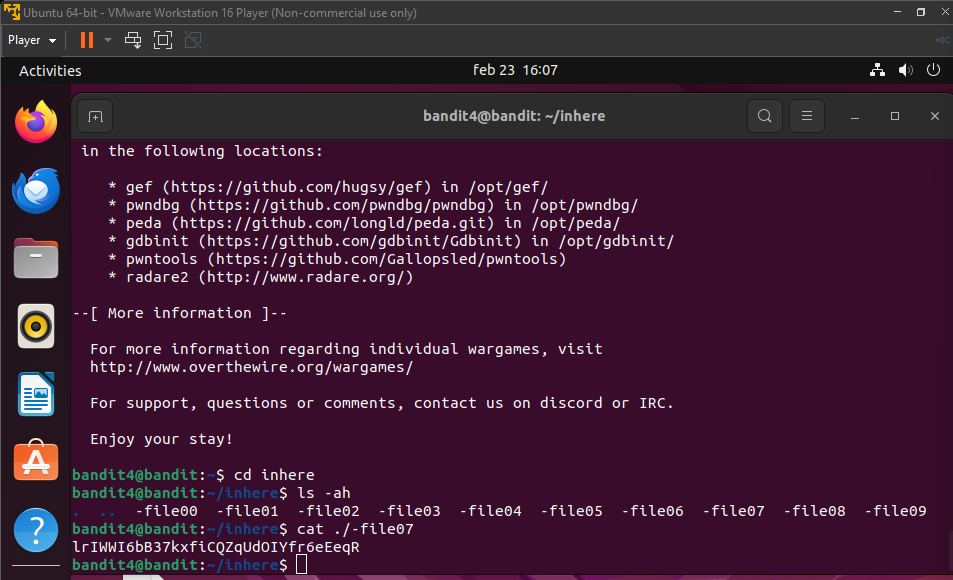 Ubuntu 64-bit - VMware Workstation 16 Player (Non-commercial use only)
Player
Activities
feb 23 16:07
bandit4@bandit: ~/inhere
in the following locations:
* gef (https://github.com/hugsy/gef) in /opt/gef/
* pwndbg (https://github.com/pwndbg/pwndbg) in /opt/pwndbg/
* peda (https://github.com/longld/peda.git) in /opt/peda/
* gdbinit (https://github.com/gdbinit/Gdbinit) in /opt/gdbinit/
* pwntools (https://github.com/Gallopsled/pwntools)
* radare2 (http://www.radare.org/)
--[ More information ]--
For more information regarding individual wargames, visit
http://www.overthewire.org/wargames/
For support, questions or comments, contact us on discord or IRC.
Enjoy your stay!
bandit4@bandit:~$ cd inhere
bandit4@bandit:~/inhere$ ls -ah
. .. -file00 -file01 -file02 -file03 -file04 -file05 -file06 -file07 -file08 -file09
bandit4@bandit:~/inhere$ cat ./-file07
lrIWWI6bB37kxfiCQZqUdOIYfr6eEeqR
bandit4@bandit:~/inhere$